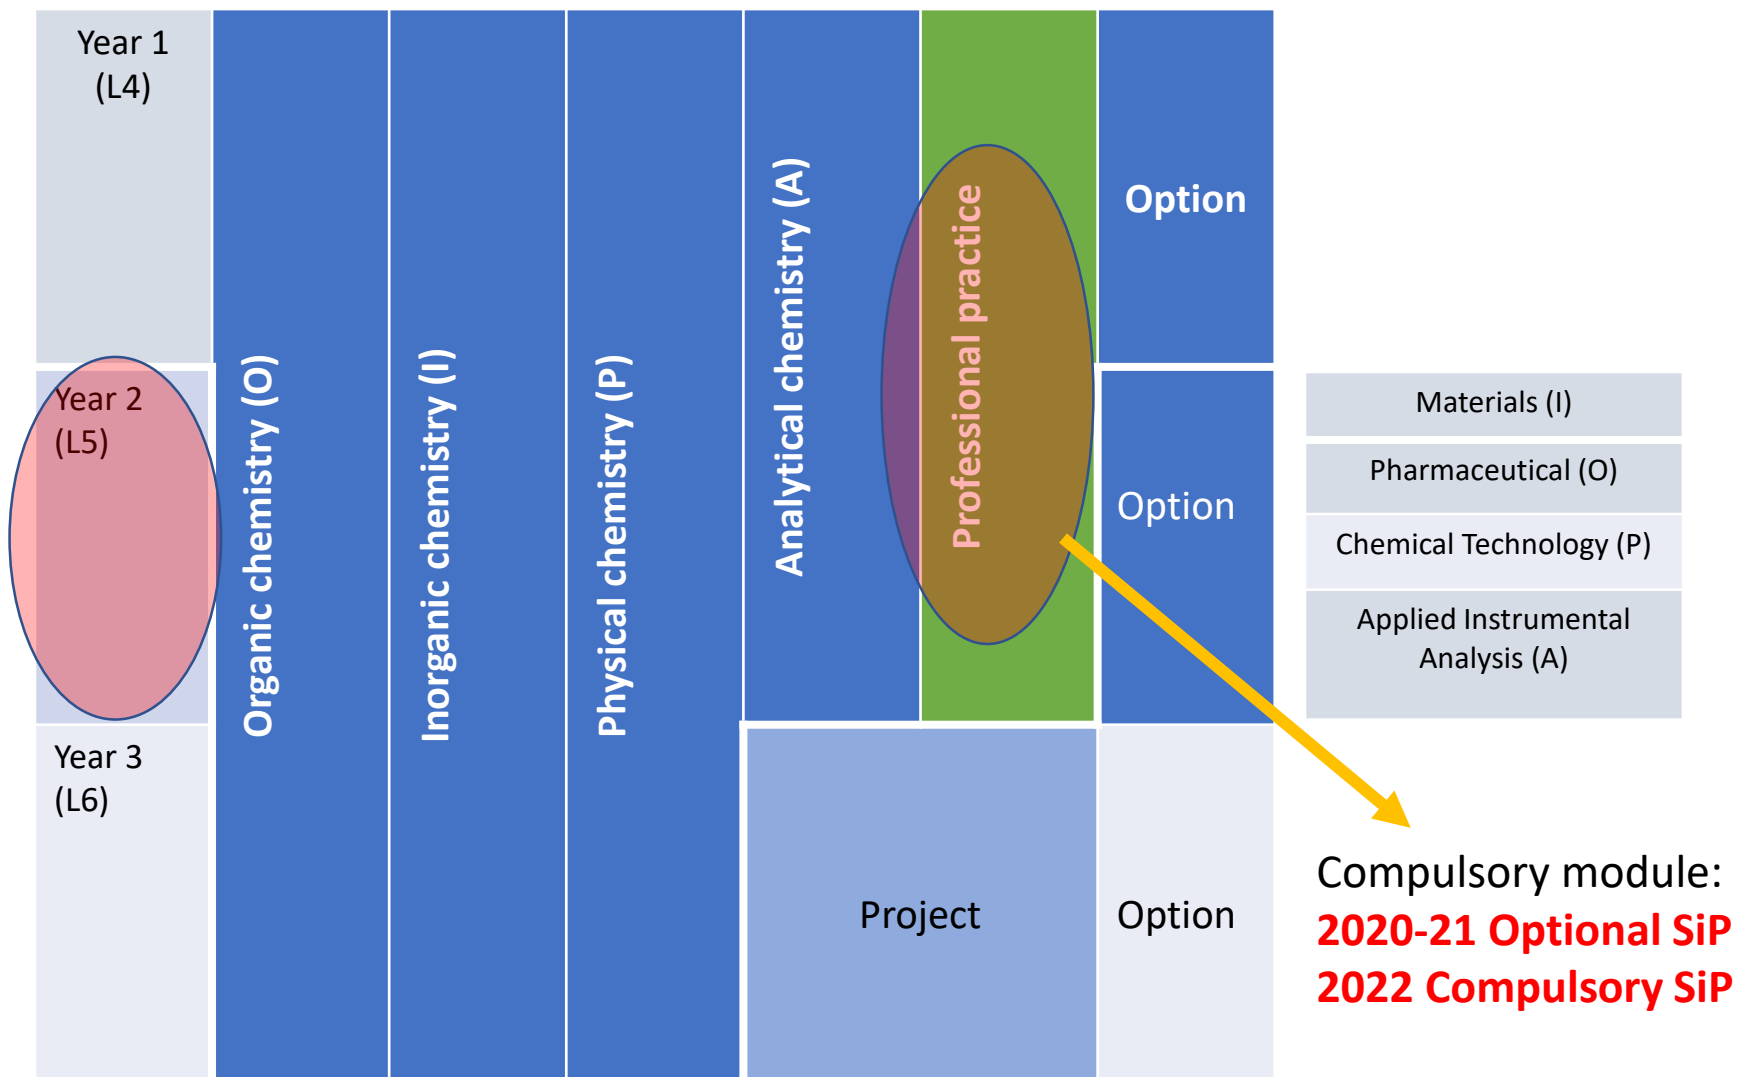 Year 1
(L4)
Organic chemistry (O)
Inorganic chemistry (I)
Physical chemistry (P)
Analytical chemistry (A)
Professional practice
Option
Year 2
(L5)
Option
Materials (I)
Pharmaceutical (O)
Chemical Technology (P)
Applied Instrumental
Analysis (A)
Year 3
(L6)
Project
Option
Compulsory module:
2020-21 Optional SiP
2022 Compulsory SiP